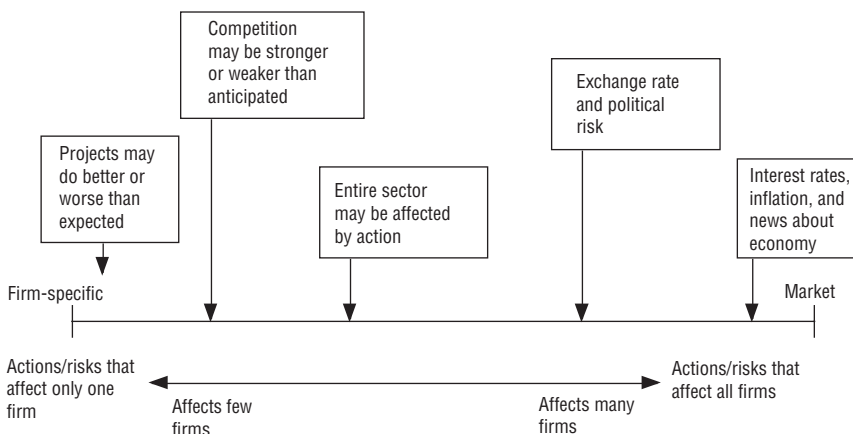 Competition
may be stronger
or weaker than
anticipated
Exchange rate
and political
risk
Projects may
do better or
worse than
expected
Entire sector
may be affected
by action
Interest rates,
inflation, and
news about
economy
Firm-specific
Market
Actions/risks that
affect only one
firm
Affects few
firms
Affects many
firms
Actions/risks that
affect all firms